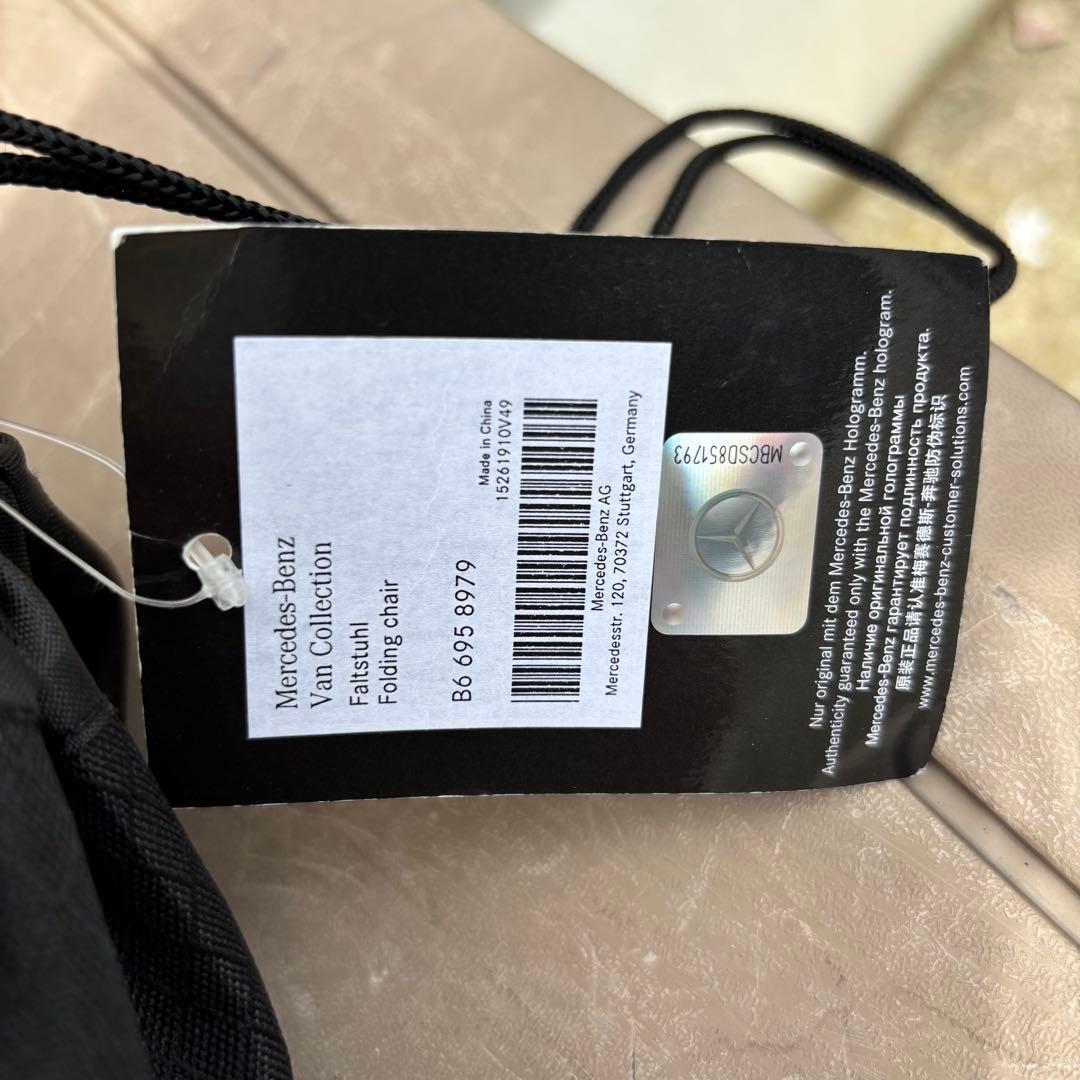 Mercedes-Benz
Van Collection
Faltstuhl
Folding chair
B6 695 8979
Made in China
15261910V49
Mercedes-Benz AG
Mercedesstr. 120, 70372 Stuttgart, Germany
MBCSD851793
Nur original mit dem Mercedes-Benz Hologramm.
Authenticity guaranteed only with the Mercedes-Benz hologram.
Наличие оригинальной голограммы
Mercedes-Benz гарантирует подлинность продукта.
原装正品请认准梅赛德斯-奔驰防伪标识
www.mercedes-benz-customer-solutions.com